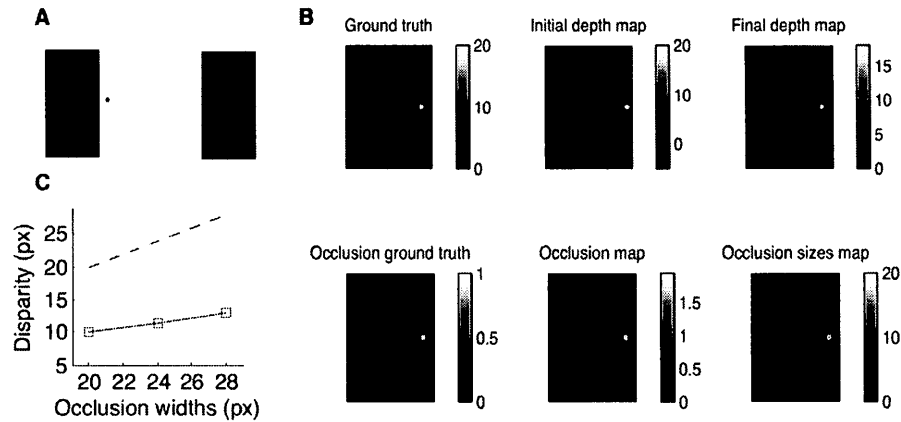 A
B
Ground truth
20
10
0
Initial depth map
20
10
0
Final depth map
15
10
5
0
C
Disparity (px)
25
20
15
10
5
20 22 24 26 28
Occlusion widths (px)
Occlusion ground truth
1
0.5
0
Occlusion map
1.5
1
0.5
0
Occlusion sizes map
20
10
0